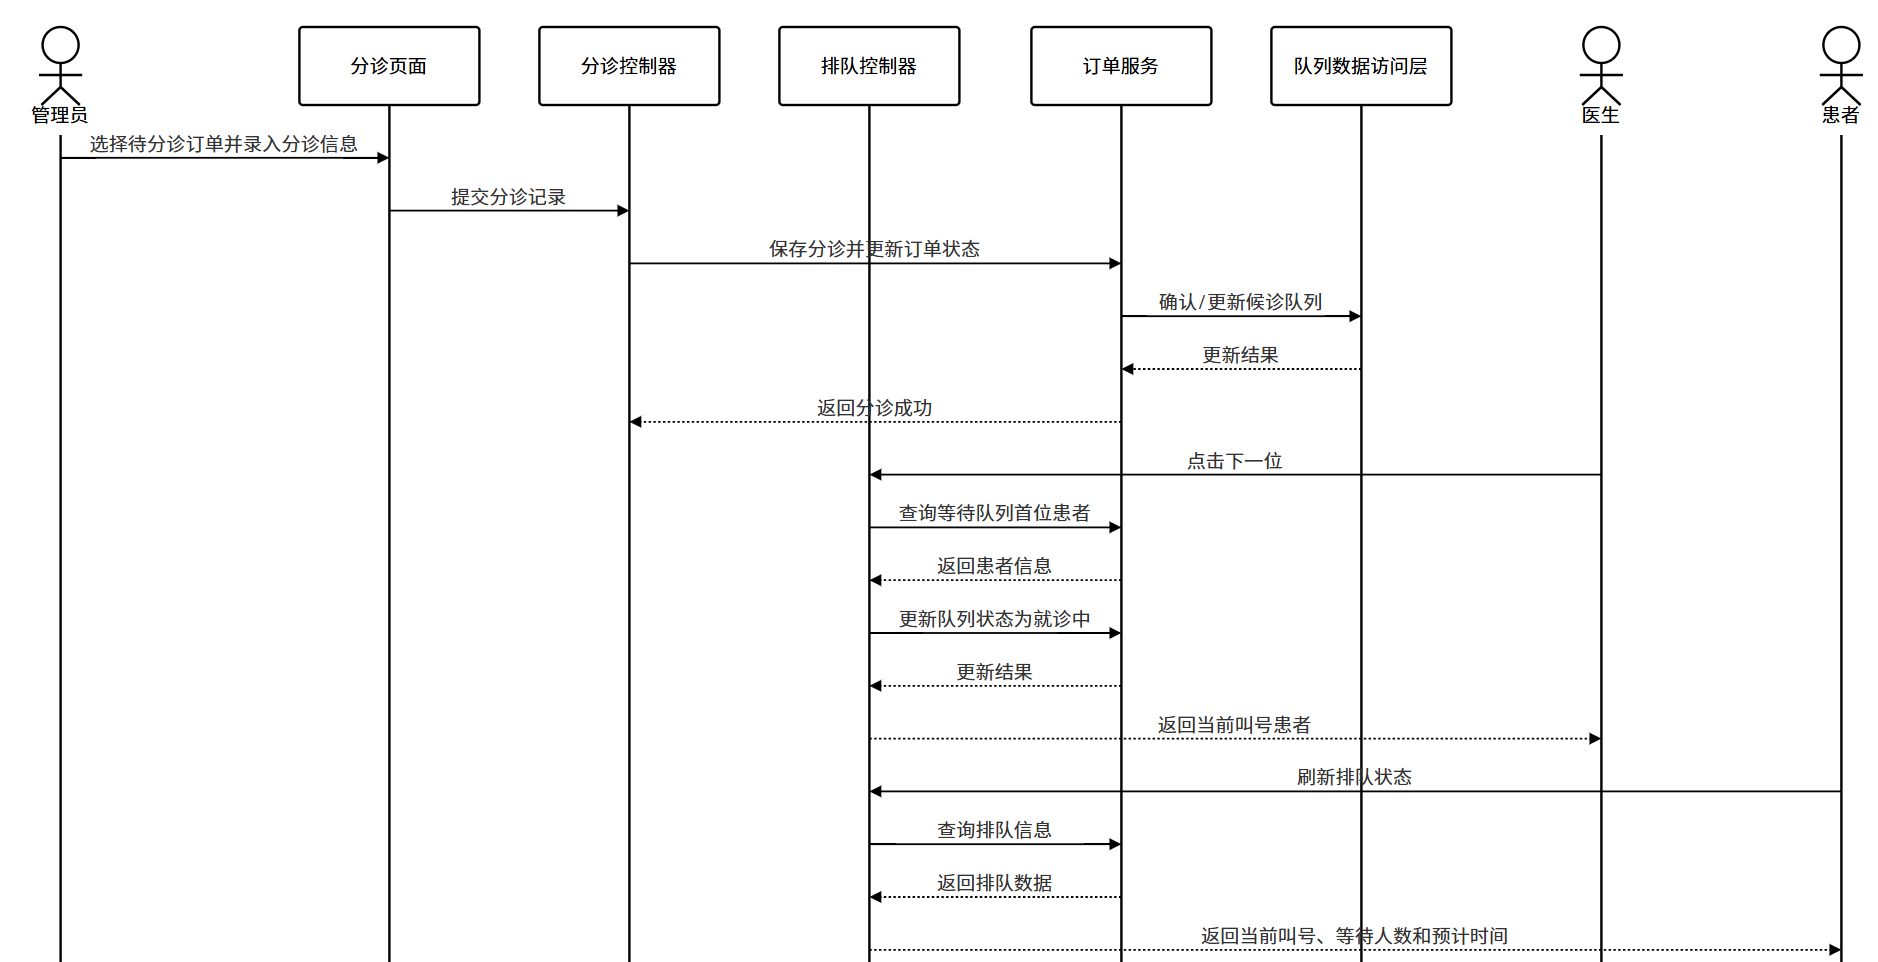 管理员
分诊页面
分诊控制器
排队控制器
订单服务
队列数据访问层
医生
患者
选择待分诊订单并录入分诊信息
提交分诊记录
保存分诊并更新订单状态
确认/更新候诊队列
更新结果
返回分诊成功
点击下一位
查询等待队列首位患者
返回患者信息
更新队列状态为就诊中
更新结果
返回当前叫号患者
刷新排队状态
查询排队信息
返回排队数据
返回当前叫号、等待人数和预计时间